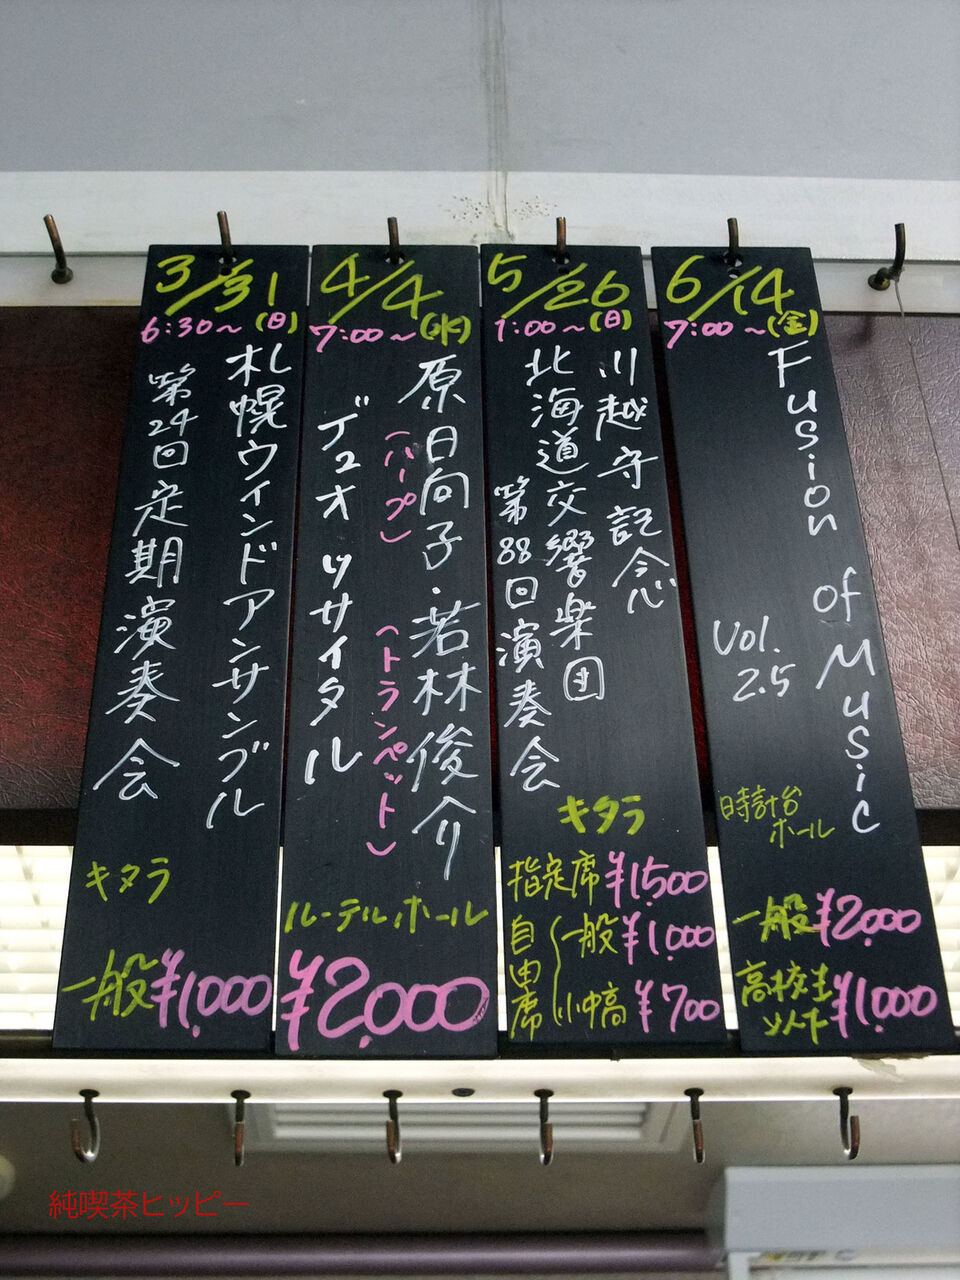 3/31
6:30~(日)
札幌ウインドアンサンブル
第24回定期演奏会
キタラ
一般¥1,000
4/4
7:00~(水)
原日向子・若林俊介
(ハープ)
(トランペット)
デュオリサイタル
ルーテルホール
¥2,000
5/26
1:00~(日)
川越守記念
北海道交響楽団
第88回演奏会
キタラ
指定席¥1,500
自由席
一般¥1,000
小中高¥700
6/14
7:00~(金)
Fusion of Music
Vol. 2.5
時計台
ホール
一般¥2,000
高校生
以下¥1,000
純喫茶ヒッピー